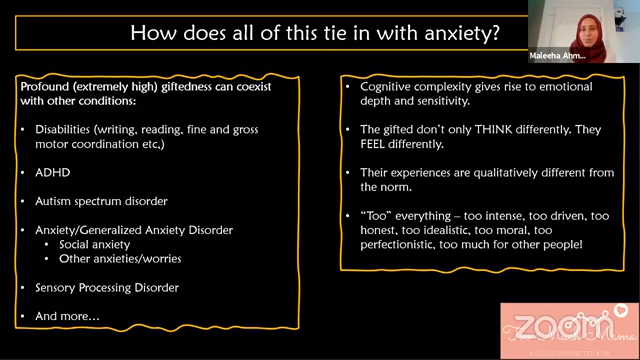 How does all of this tie in with anxiety?
Maleeha Ahm...
Profound (extremely high) giftedness can coexist
with other conditions:
• Disabilities (writing, reading, fine and gross
motor coordination etc,)
• ADHD
• Autism spectrum disorder
• Anxiety/Generalized Anxiety Disorder
• Social anxiety
• Other anxieties/worries
• Sensory Processing Disorder
• And more...
• Cognitive complexity gives rise to emotional
depth and sensitivity.
• The gifted don't only THINK differently. They
FEEL differently.
• Their experiences are qualitatively different from
the norm.
• “Too” everything – too intense, too driven, too
honest, too idealistic, too moral, too
perfectionistic, too much for other people!
zoom
Mama